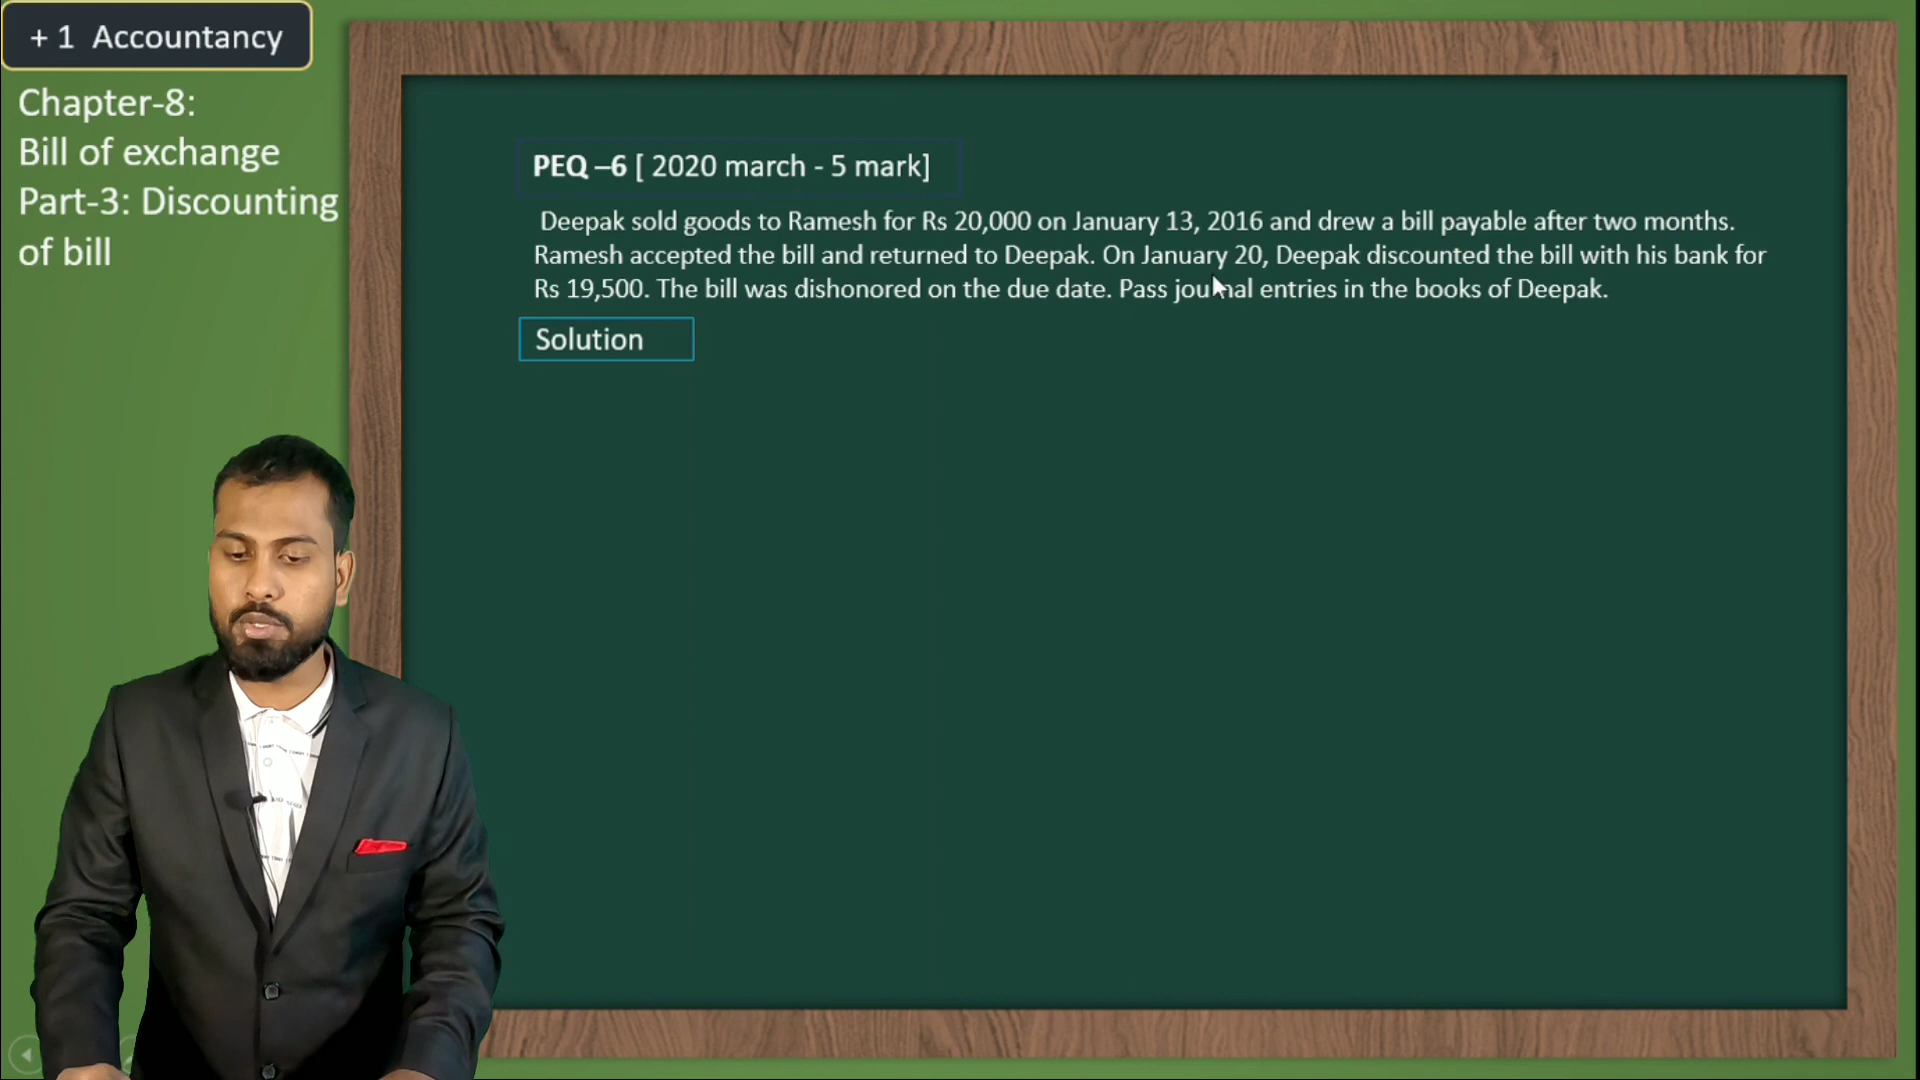 + 1 Accountancy
Chapter-8:
Bill of exchange
Part-3: Discounting
of bill
PEQ –6 [ 2020 march - 5 mark]
Deepak sold goods to Ramesh for Rs 20,000 on January 13, 2016 and drew a bill payable after two months.
Ramesh accepted the bill and returned to Deepak. On January 20, Deepak discounted the bill with his bank for
Rs 19,500. The bill was dishonored on the due date. Pass journal entries in the books of Deepak.
Solution